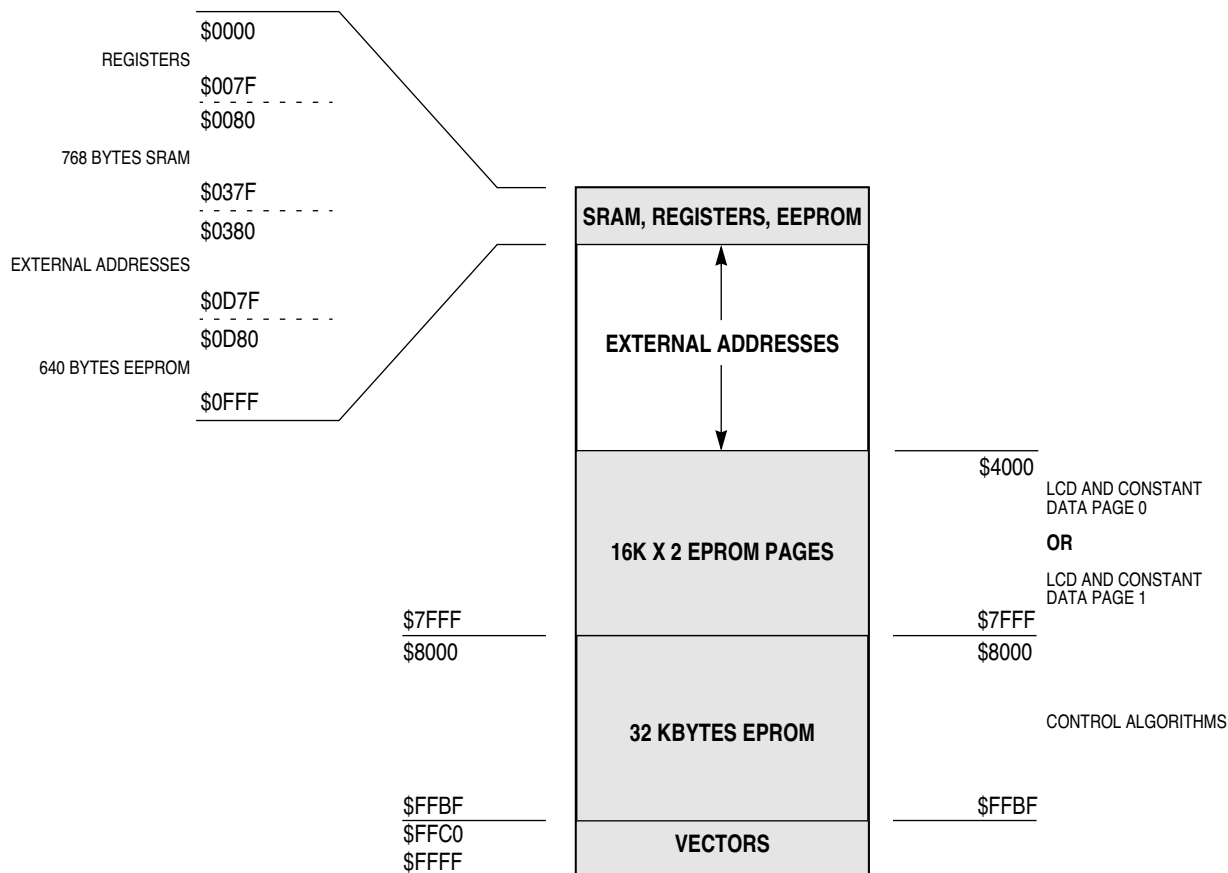 $0000
REGISTERS
$007F
$0080
768 BYTES SRAM
$037F
$0380
EXTERNAL ADDRESSES
$0D7F
$0D80
640 BYTES EEPROM
$0FFF
SRAM, REGISTERS, EEPROM
EXTERNAL ADDRESSES
16K X 2 EPROM PAGES
$7FFF
$8000
32 KBYTES EPROM
$FFBF
$FFC0
$FFFF
VECTORS
$4000
LCD AND CONSTANT
DATA PAGE 0
OR
LCD AND CONSTANT
DATA PAGE 1
$7FFF
$8000
CONTROL ALGORITHMS
$FFBF